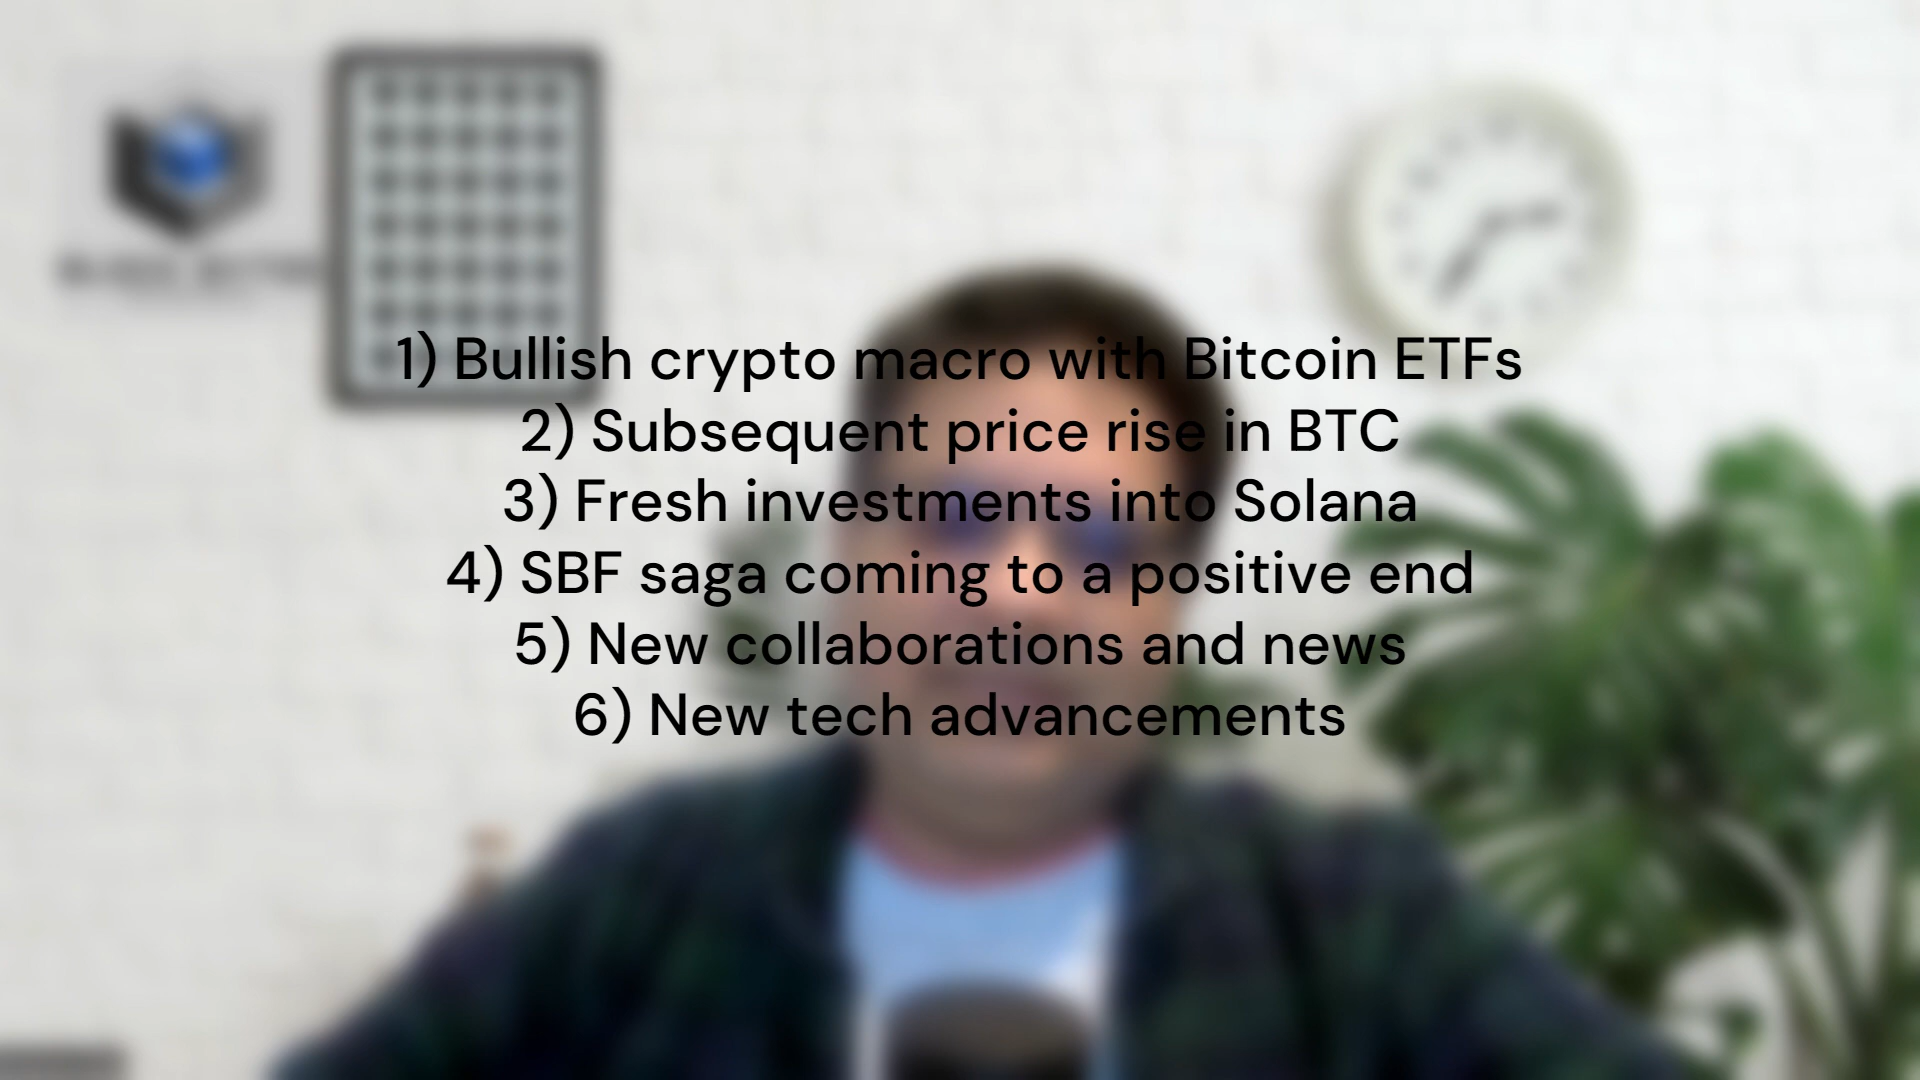 1) Bullish crypto macro with Bitcoin ETFs
2) Subsequent price rise in BTC
3) Fresh investments into Solana
4) SBF saga coming to a positive end
5) New collaborations and news
6) New tech advancements